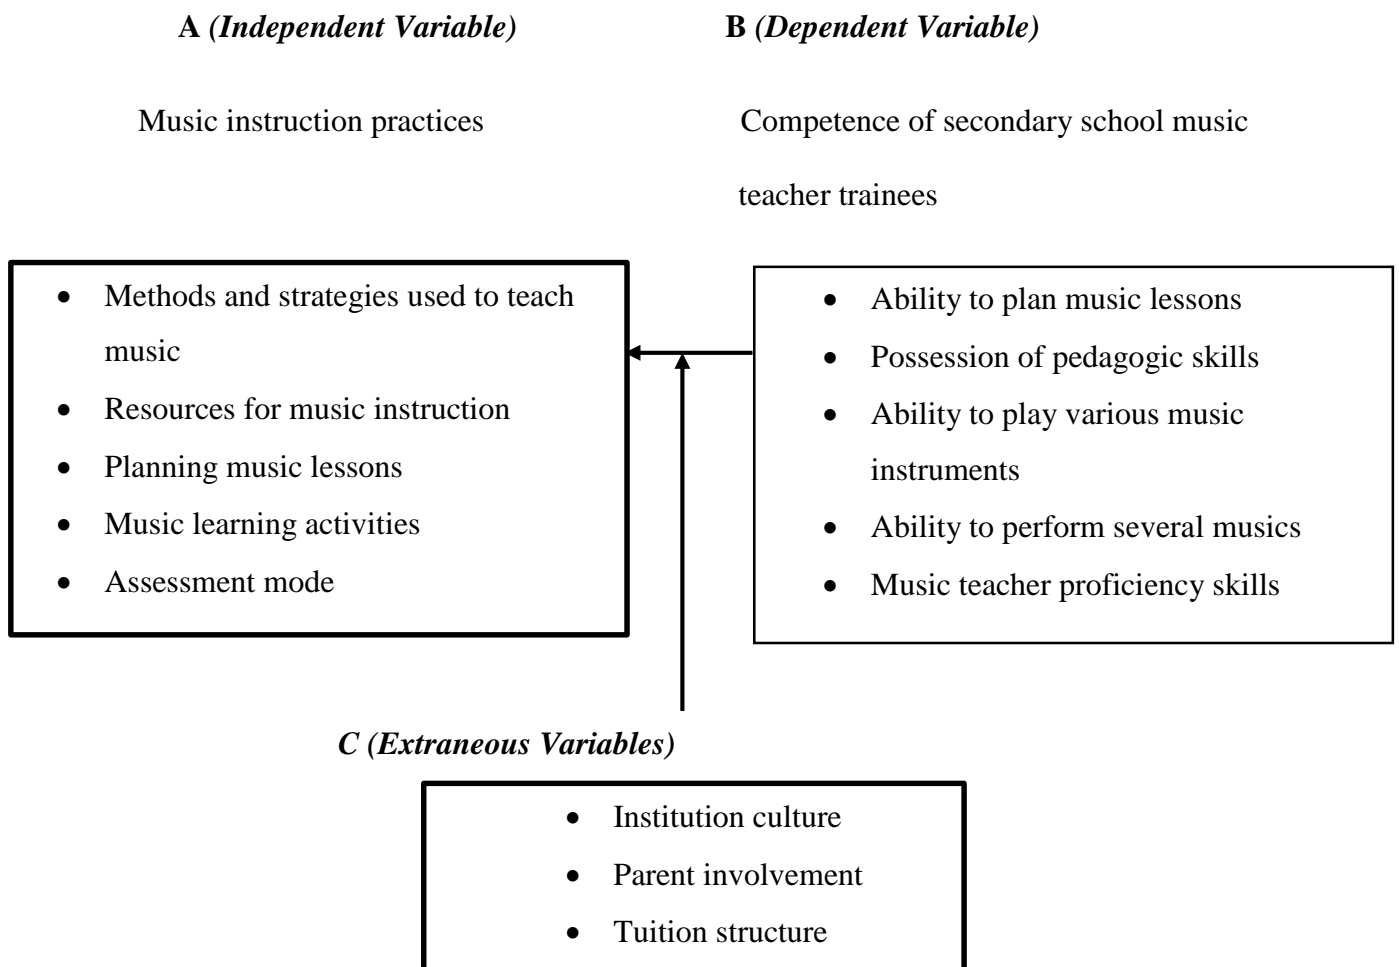 A (Independent Variable)
B (Dependent Variable)
Music instruction practices
Competence of secondary school music
teacher trainees
• Methods and strategies used to teach
music
• Resources for music instruction
• Planning music lessons
• Music learning activities
• Assessment mode
• Ability to plan music lessons
• Possession of pedagogic skills
• Ability to play various music
instruments
• Ability to perform several musics
• Music teacher proficiency skills
C (Extraneous Variables)
• Institution culture
• Parent involvement
• Tuition structure